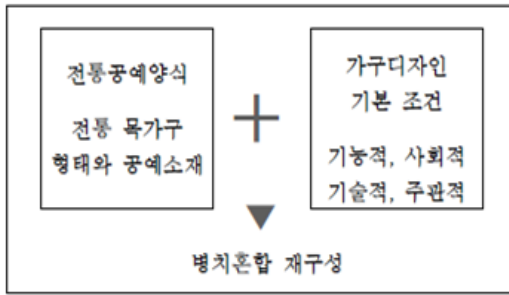 전통공예양식
전통 목가구
형태와 공예소재
가구디자인
기본 조건
기능적, 사회적
기술적, 주관적
병치혼합 재구성